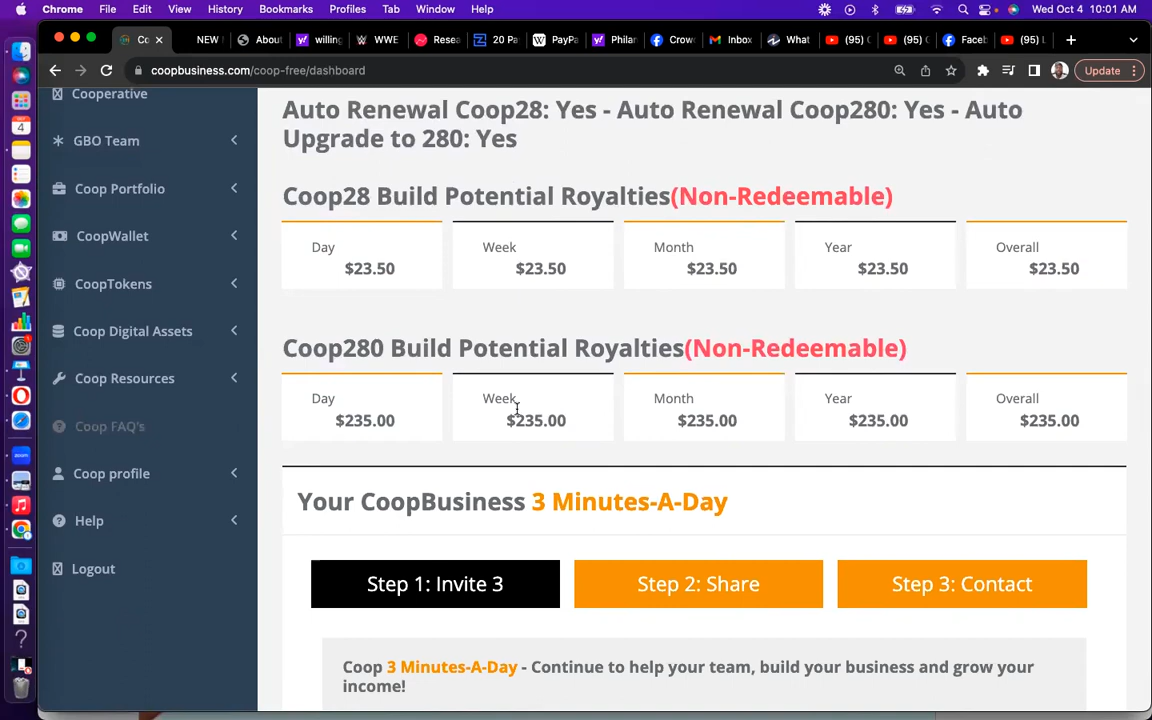 Chrome File Edit View History Bookmarks Profiles Tab Window Help Wed Oct 4 10:01 AM
Co NEW About willing WWE Resea 20 Pa PayPa Philar Crow Inbox What (95) (95) Faceb (95)
coopbusiness.com/coop-free/dashboard Update
Cooperative
GBO Team
Coop Portfolio
CoopWallet
CoopTokens
Coop Digital Assets
Coop Resources
Coop FAQ's
Coop profile
Help
Logout
Auto Renewal Coop28: Yes - Auto Renewal Coop280: Yes - Auto
Upgrade to 280: Yes
Coop28 Build Potential Royalties(Non-Redeemable)
Day Week Month Year Overall
$23.50 $23.50 $23.50 $23.50 $23.50
Coop280 Build Potential Royalties(Non-Redeemable)
Day Week Month Year Overall
$235.00 $235.00 $235.00 $235.00 $235.00
Your CoopBusiness 3 Minutes-A-Day
Step 1: Invite 3 Step 2: Share Step 3: Contact
Coop 3 Minutes-A-Day - Continue to help your team, build your business and grow your
income!